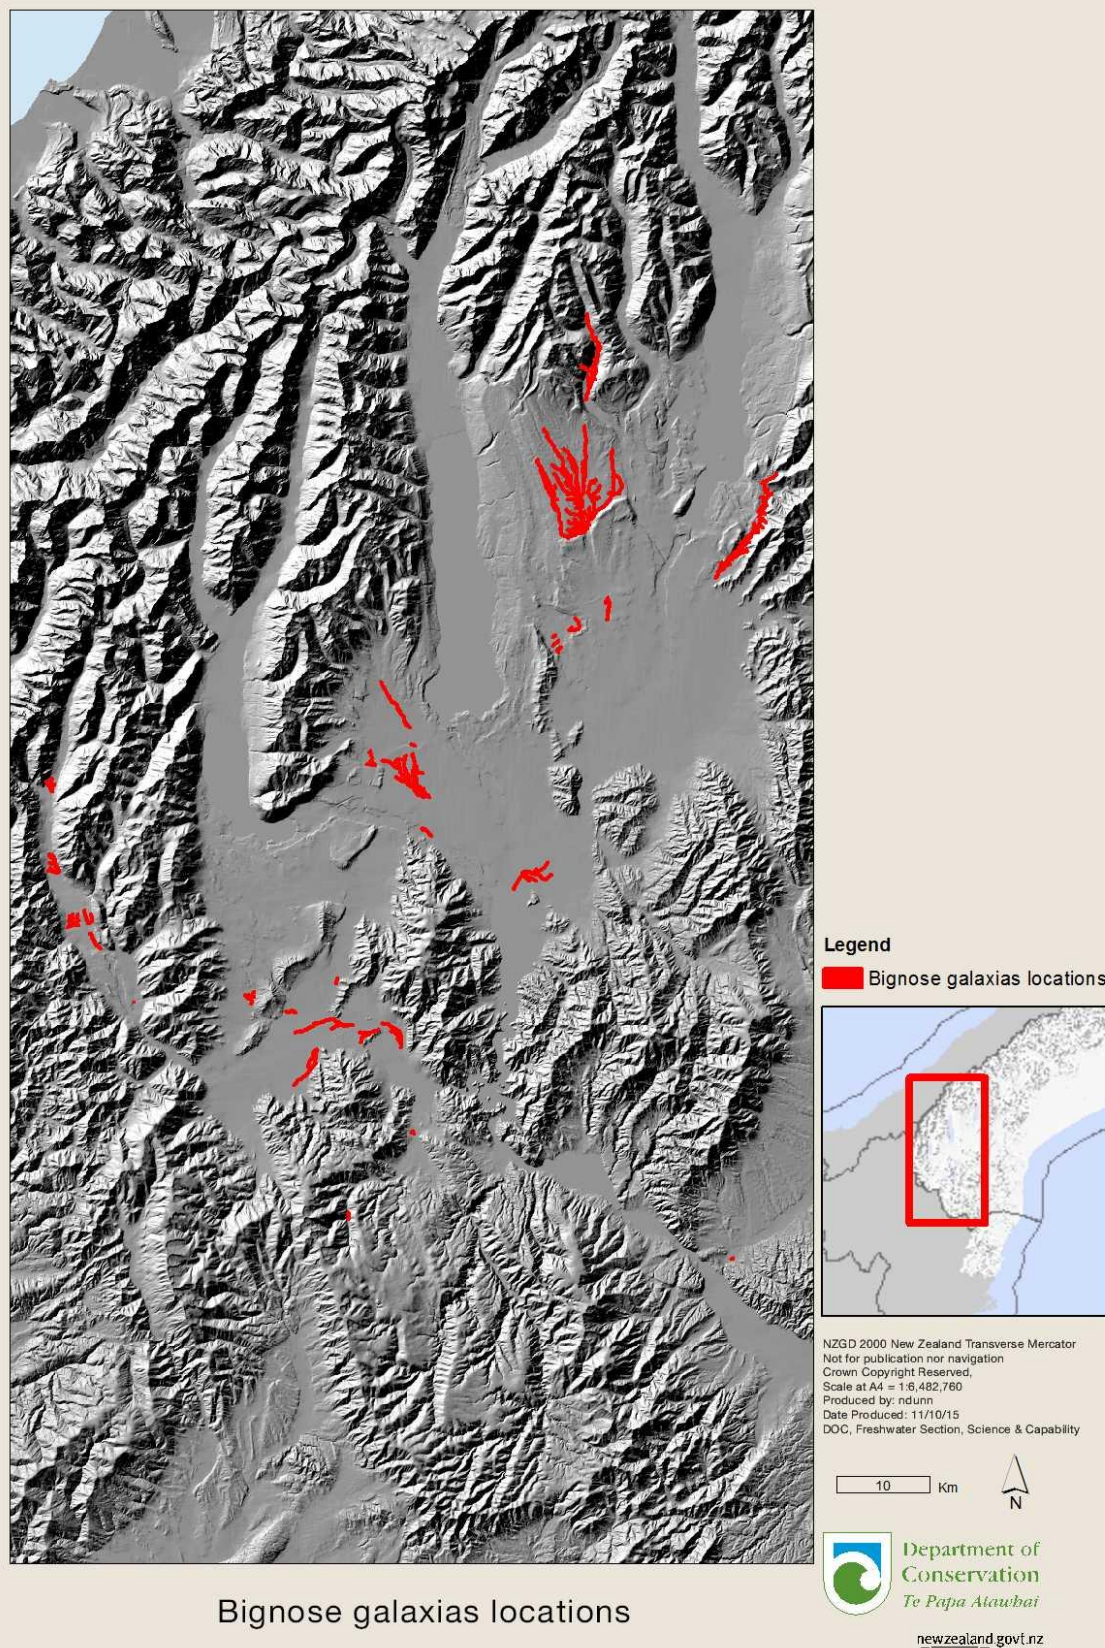 Legend
Bignose galaxias locations
NZGD 2000 New Zealand Transverse Mercator
Not for publication nor navigation
Crown Copyright Reserved,
Scale at A4 = 1:6,482,760
Produced by: ndunn
Date Produced: 11/10/15
DOC, Freshwater Section, Science & Capability
10 Km
N
Department of
Conservation
Te Papa Atawbai
newzealand.govt.nz
Bignose galaxias locations